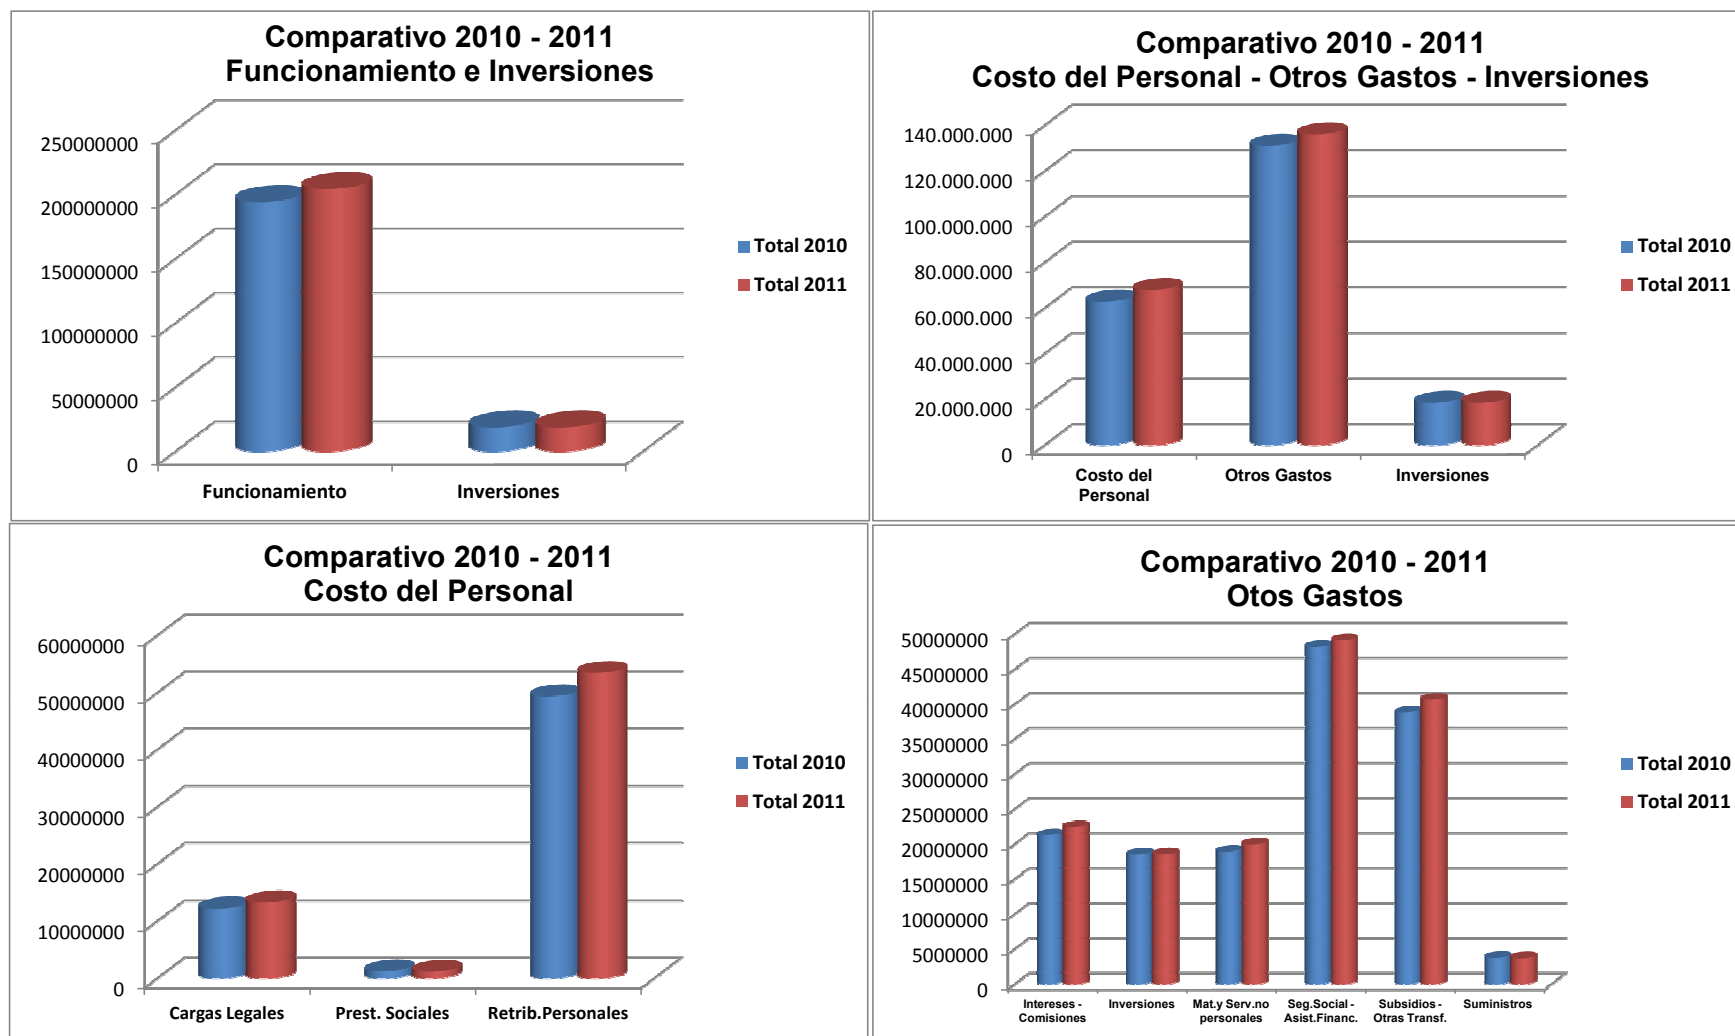 Comparativo 2010 - 2011
Funcionamiento e Inversiones
250000000
200000000
150000000
100000000
50000000
0
Funcionamiento
Inversiones
Total 2010
Total 2011
Comparativo 2010 - 2011
Costo del Personal - Otros Gastos - Inversiones
140.000.000
120.000.000
100.000.000
80.000.000
60.000.000
40.000.000
20.000.000
0
Costo del
Personal
Otros Gastos
Inversiones
Total 2010
Total 2011
Comparativo 2010 - 2011
Costo del Personal
60000000
50000000
40000000
30000000
20000000
10000000
0
Cargas Legales
Prest. Sociales
Retrib.Personales
Total 2010
Total 2011
Comparativo 2010 - 2011
Otos Gastos
50000000
45000000
40000000
35000000
30000000
25000000
20000000
15000000
10000000
5000000
0
Intereses -
Comisiones
Inversiones
Mat.y Serv.no
personales
Seg.Social -
Asist.Financ.
Subsidios -
Otras Transf.
Suministros
Total 2010
Total 2011